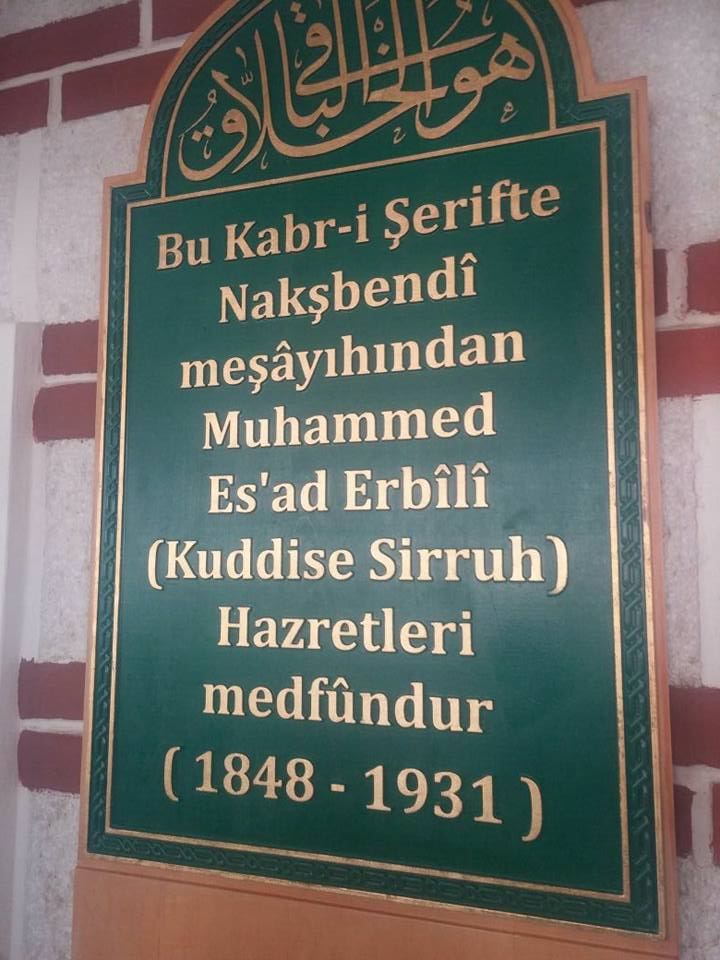 هو الخلاق الباقي
Bu Kabr-i Şerifte
Nakşbendî
meşâyıhından
Muhammed
Es'ad Erbîlî
(Kuddise Sirruh)
Hazretleri
medfûndur
( 1848 - 1931 )